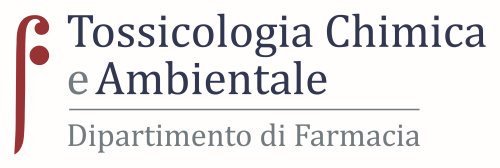 Tossicologia Chimica
e Ambientale
Dipartimento di Farmacia